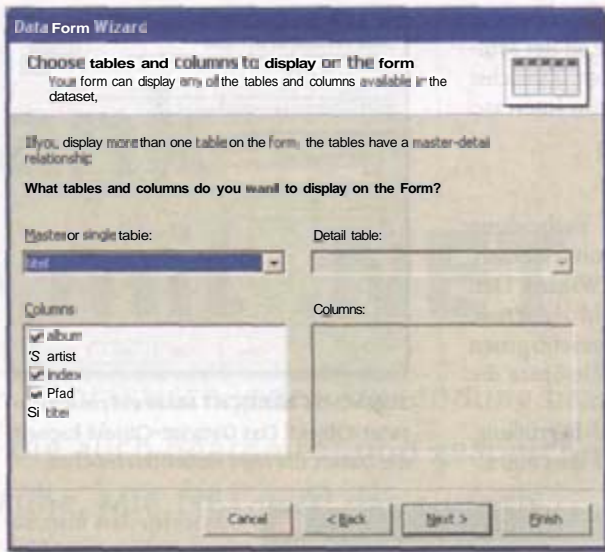 Data Form Wizard
Choose tables and columns to display on the form
Your form can display any of the tables and columns available in the
dataset,
If you display more than one table on the form, the tables have a master-detail
relationship
What tables and columns do you want to display on the Form?
Master or single table:
Detail table:
titel
Columns
Columns:
album
'S artist
index
Pfad
Si titel
Cancel
< Back
Next >
Finish